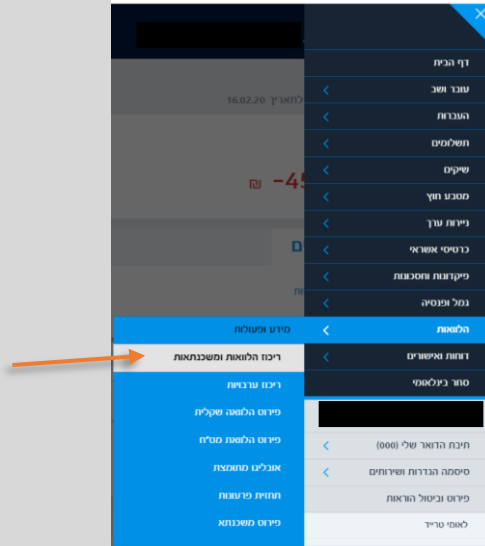 דף הבית
עובר ושב
העברות
תשלומים
שיקים
מטבע חוץ
ניירות ערך
כרטיסי אשראי
פיקדונות וחסכונות
גמל ופנסיה
הלוואות
דוחות ואישורים
סחר בינלאומי
תיבת הדואר שלי (000)
סיסמה הגדרות ושירותים
פירוט וביטול הוראות
לאומי טרייד
מידע ופעולות
ריכוז הלוואות ומשכנתאות
ריכוז ערבויות
פירוט הלוואה שקלית
פירוט הלוואת מט"ח
אובליגו מתומצת
תחזית פרעונות
פירוט משכנתא
לתאריך 16.02.20
₪ -45